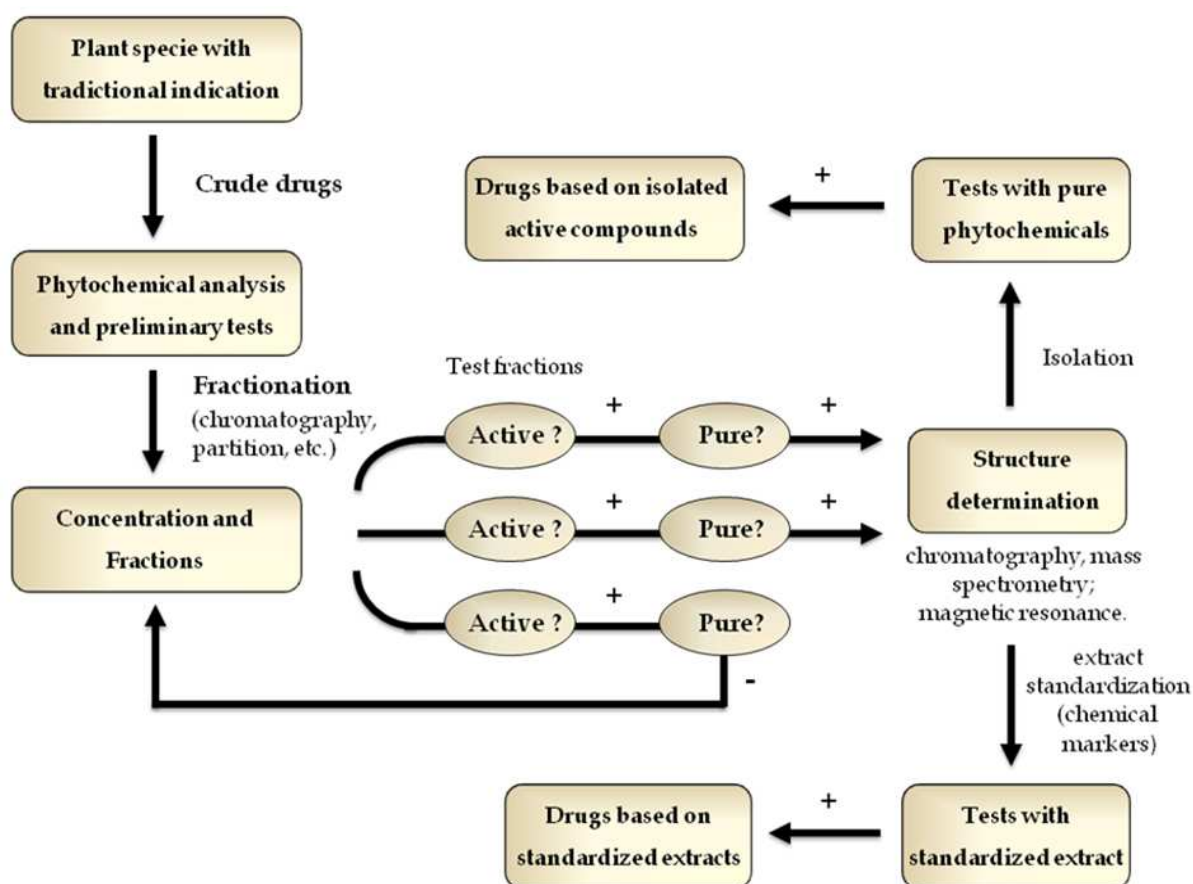 Plant specie with
tradictional indication
Crude drugs
Phytochemical analysis
and preliminary tests
Fractionation
(chromatography,
partition, etc.)
Concentration and
Fractions
Test fractions
Active ?
+
Pure?
+
Active ?
+
Pure?
+
Active ?
+
Pure?
-
Structure
determination
chromatography, mass
spectrometry;
magnetic resonance.
Isolation
Tests with pure
phytochemicals
+
Drugs based on isolated
active compounds
extract
standardization
(chemical
markers)
Tests with
standardized extract
+
Drugs based on
standardized extracts